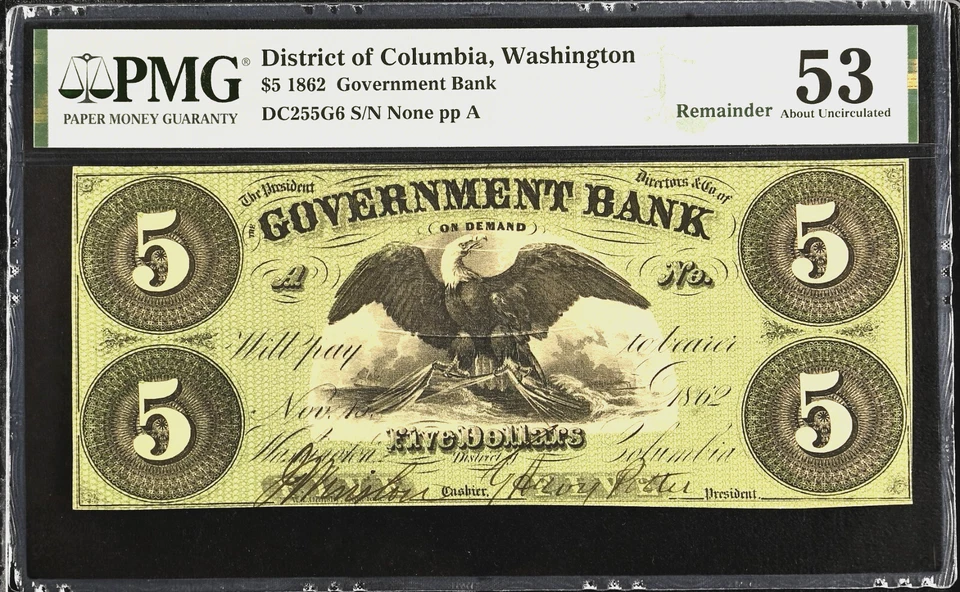 PMG®
PAPER MONEY GUARANTY
District of Columbia, Washington
$5 1862 Government Bank
DC255G6 S/N None pp A
Remainder
53
About Uncirculated
The President
Directors & Co. of
the GOVERNMENT BANK
ON DEMAND
5
5
A
No.
Will pay
to bearer
Nov. 13.
1862
Five Dollars
5
5
Washington, District of Columbia
Cashier.
President.